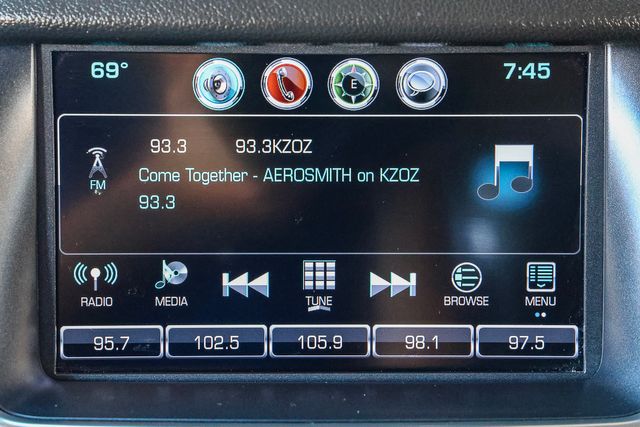 69° 7:45
E
93.3 93.3KZOZ
Come Together - AEROSMITH on KZOZ
93.3
FM
RADIO MEDIA TUNE BROWSE MENU
95.7 102.5 105.9 98.1 97.5